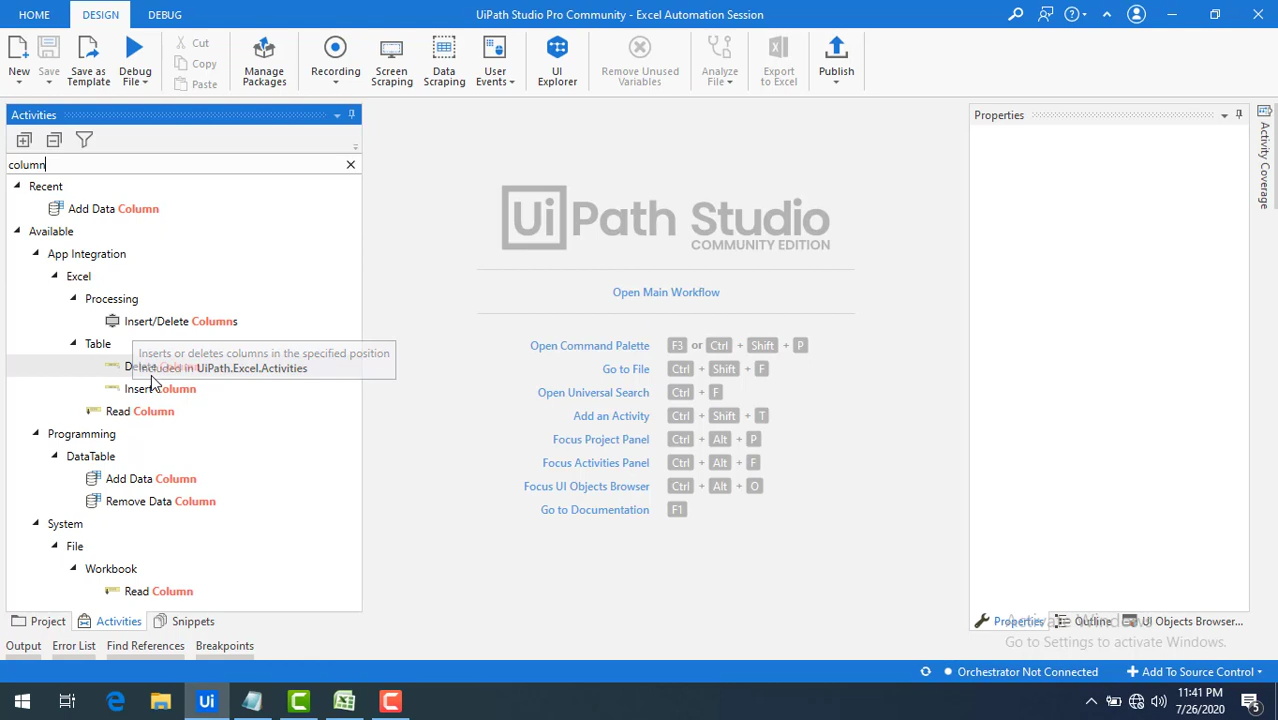 HOME DESIGN DEBUG UiPath Studio Pro Community - Excel Automation Session
New Save Save as Template Debug File Cut Copy Paste Manage Packages Recording Screen Scraping Data Scraping User Events UI Explorer Remove Unused Variables Analyze File Export to Excel Publish
Activities
column
Recent
Add Data Column
Available
App Integration
Excel
Processing
Insert/Delete Columns
Table
Inserts or deletes columns in the specified position
UiPath.Excel.Activities
Insert Column
Read Column
Programming
DataTable
Add Data Column
Remove Data Column
System
File
Workbook
Read Column
Project Activities Snippets
Output Error List Find References Breakpoints
UiPath Studio
COMMUNITY EDITION
Open Main Workflow
Open Command Palette F3 or Ctrl + Shift + P
Go to File Ctrl + Shift + F
Open Universal Search Ctrl + F
Add an Activity Ctrl + Shift + T
Focus Project Panel Ctrl + Alt + P
Focus Activities Panel Ctrl + Alt + F
Focus UI Objects Browser Ctrl + Alt + O
Go to Documentation F1
Properties
Activity Coverage
Activate Windows
Go to Settings to activate Windows.
Properties Outline UI Objects Browser...
Orchestrator Not Connected Add To Source Control
Ui
11:41 PM
7/26/2020
5